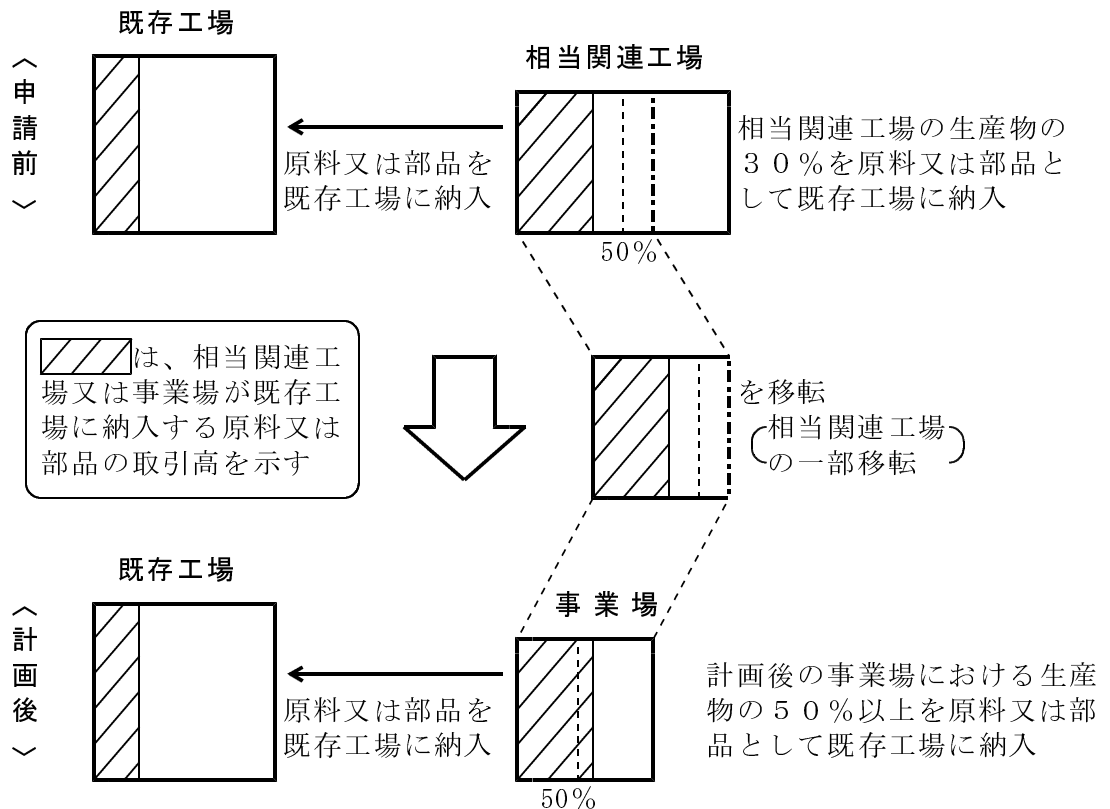 既存工場
相当関連工場
〈申請前〉
原料又は部品を
既存工場に納入
相当関連工場の生産物の
３０％を原料又は部品と
して既存工場に納入
50％
は、相当関連工
場又は事業場が既存工
場に納入する原料又は
部品の取引高を示す
を移転
（相当関連工場
の一部移転）
既存工場
事業場
〈計画後〉
原料又は部品を
既存工場に納入
計画後の事業場における生産
物の５０％以上を原料又は部
品として既存工場に納入
50％